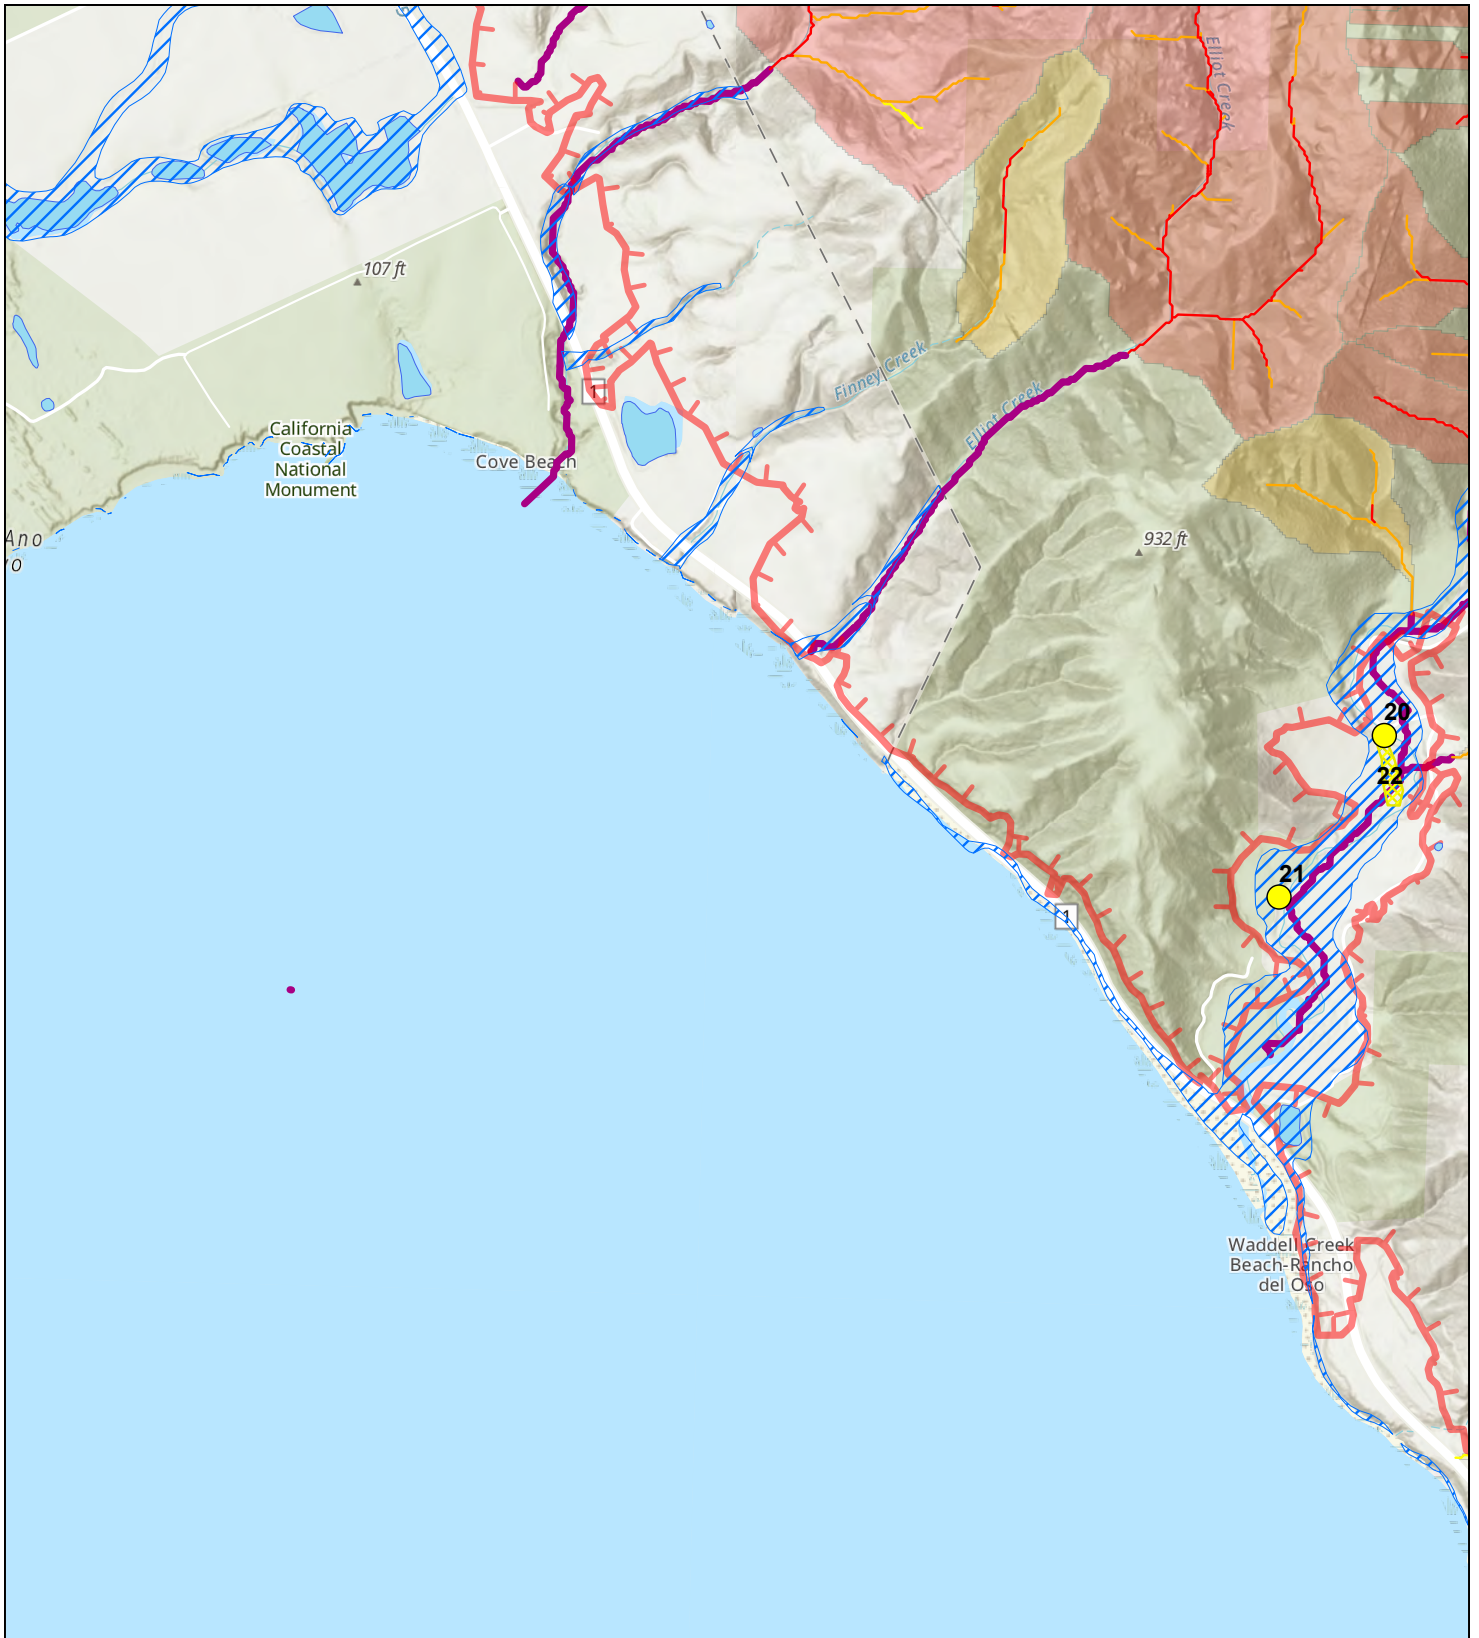 Elliot Creek
107 ft
Finney Creek
1
Elliot Creek
California
Coastal
National
Monument
Cove Beach
Ano
932 ft
20
22
21
1
Waddell Creek
Beach-Rancho
del Oso